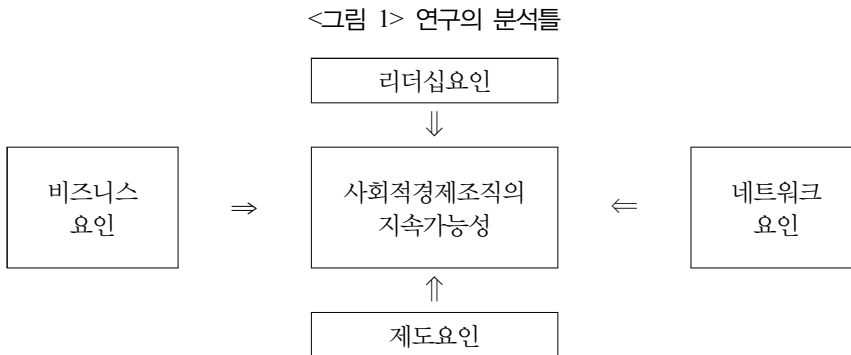 <그림 1> 연구의 분석틀
리더십요인
⇓
비즈니스
요인
⇒
사회적경제조직의
지속가능성
⇐
네트워크
요인
⇑
제도요인